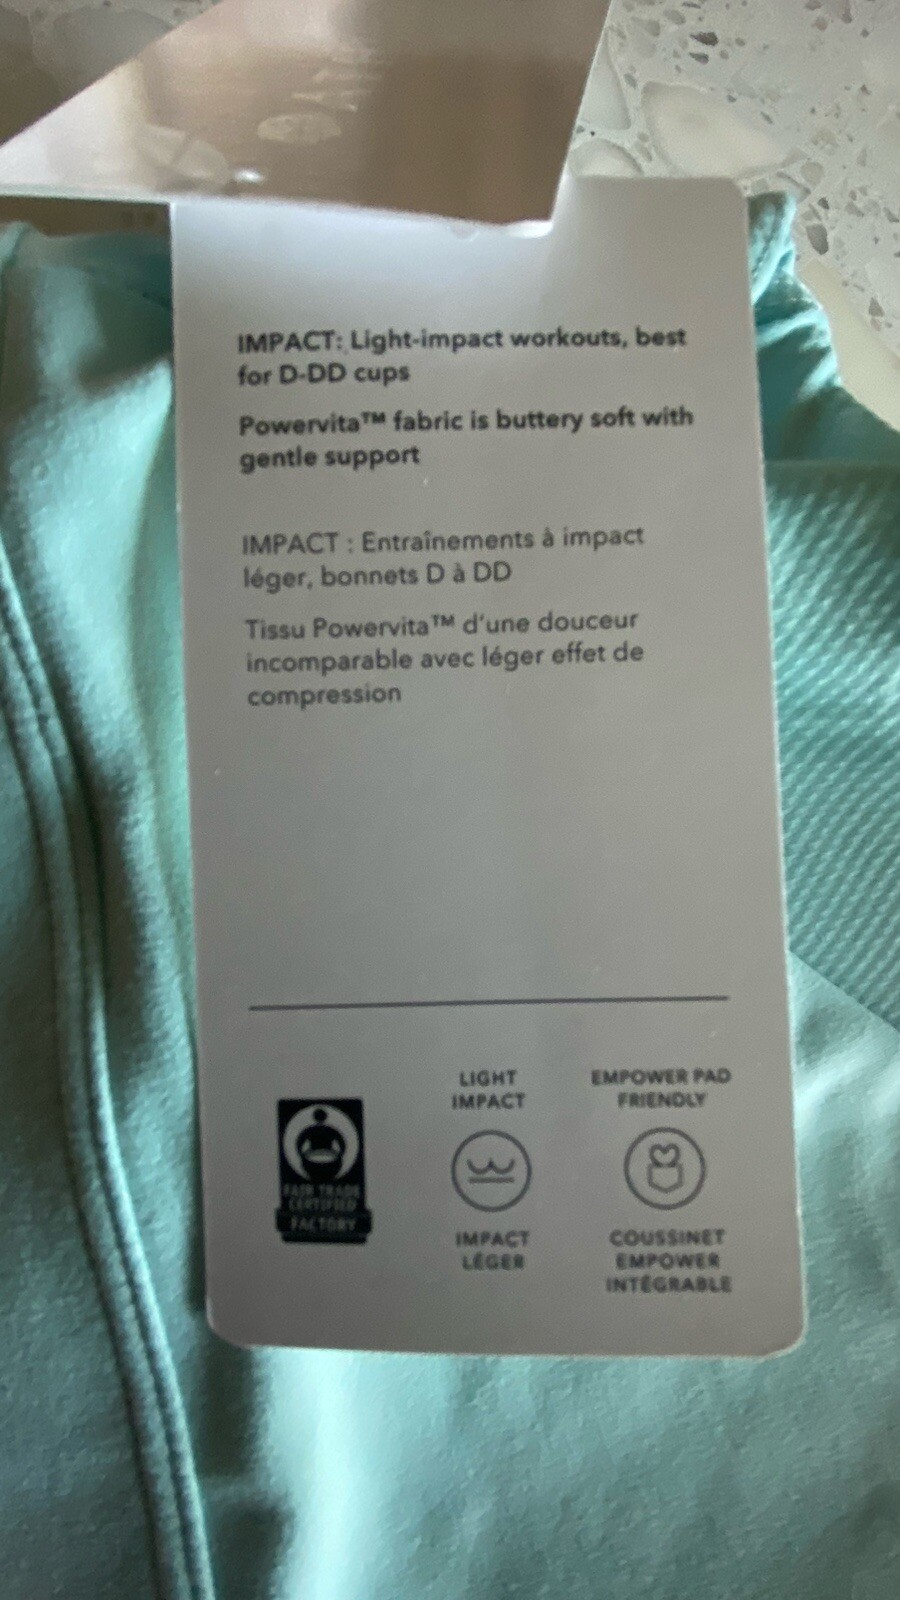 IMPACT: Light-impact workouts, best
for D-DD cups
Powervita™ fabric is buttery soft with
gentle support
IMPACT : Entraînements à impact
léger, bonnets D à DD
Tissu Powervita™ d'une douceur
incomparable avec léger effet de
compression
FAIR TRADE
CERTIFIED
FACTORY
LIGHT
IMPACT
IMPACT
LÉGER
EMPOWER PAD
FRIENDLY
COUSSINET
EMPOWER
INTÉGRABLE